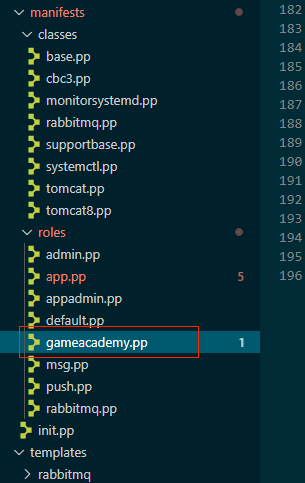 manifests
classes
base.pp
cbc3.pp
monitorsystemd.pp
rabbitmq.pp
supportbase.pp
systemctl.pp
tomcat.pp
tomcat8.pp
roles
admin.pp
app.pp 5
appadmin.pp
default.pp
gameacademy.pp 1
msg.pp
push.pp
rabbitmq.pp
init.pp
templates
rabbitmq
182
183
184
185
186
187
188
189
190
191
192
193
194
195
196